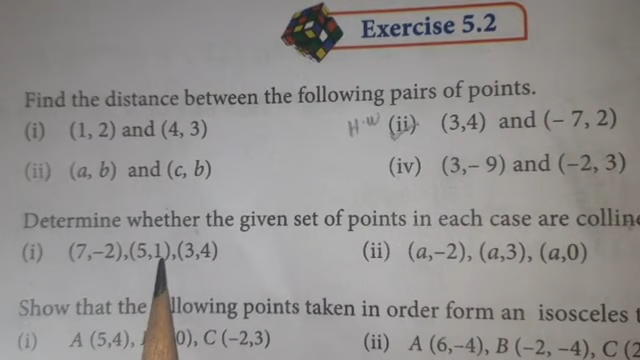 Exercise 5.2
Find the distance between the following pairs of points.
(i) (1, 2) and (4, 3) H.W (ii) (3,4) and (– 7, 2)
(ii) (a, b) and (c, b) (iv) (3,– 9) and (–2, 3)
Determine whether the given set of points in each case are
(i) (7,–2),(5,1),(3,4) (ii) (a,–2), (a,3), (a,0)
Show that the points taken in order form an isosceles
(i) A (5,4), 0), C (–2,3) (ii) A (6,–4), B (–2, –4), C (2